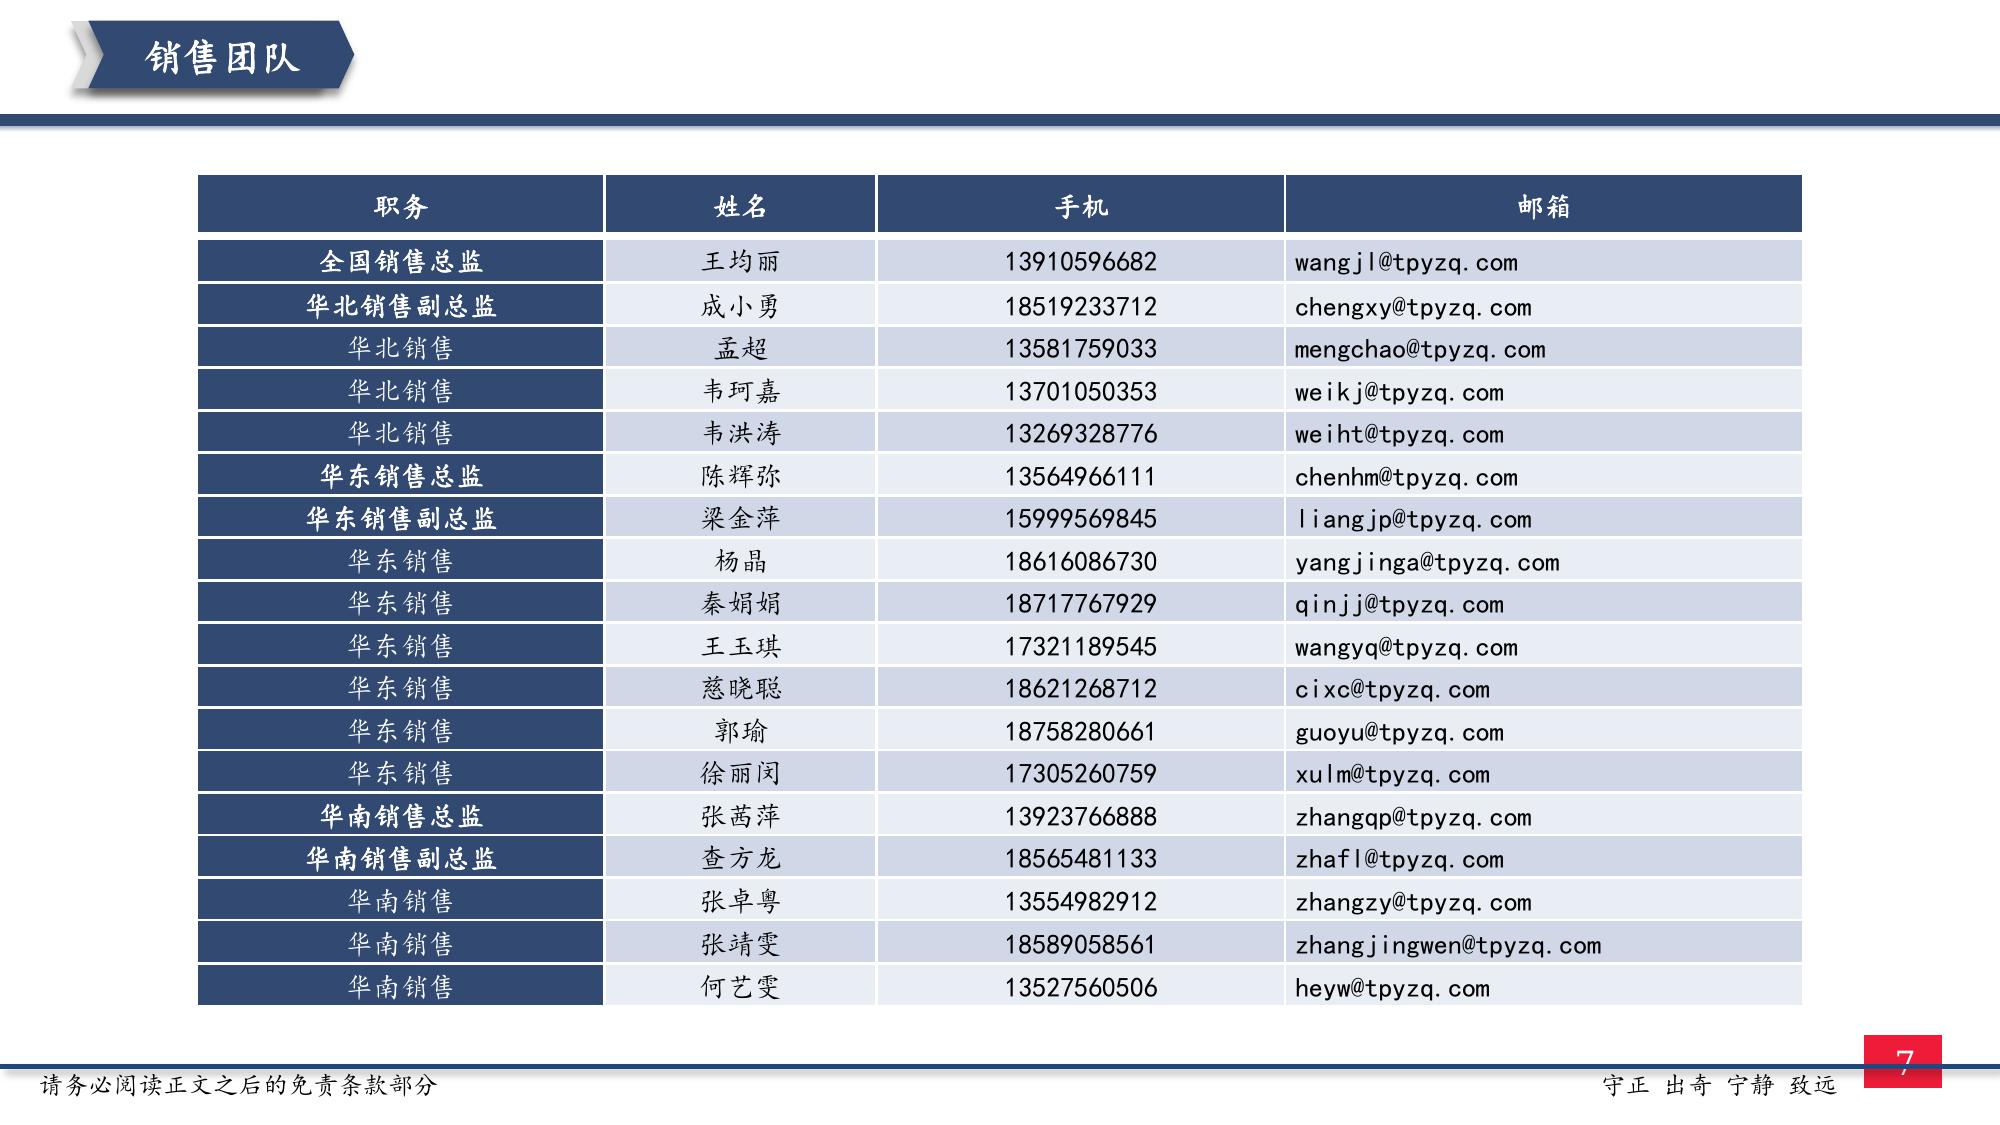 销售团队
职务 姓名 手机 邮箱
全国销售总监 王均丽 13910596682 wangjl@tpyzq.com
华北销售副总监 成小勇 18519233712 chengxy@tpyzq.com
华北销售 孟超 13581759033 mengchao@tpyzq.com
华北销售 韦珂嘉 13701050353 weikj@tpyzq.com
华北销售 韦洪涛 13269328776 weiht@tpyzq.com
华东销售总监 陈辉弥 13564966111 chenhm@tpyzq.com
华东销售副总监 梁金萍 15999569845 liangjp@tpyzq.com
华东销售 杨晶 18616086730 yangjinga@tpyzq.com
华东销售 秦娟娟 18717767929 qinjj@tpyzq.com
华东销售 王玉琪 17321189545 wangyq@tpyzq.com
华东销售 慈晓聪 18621268712 cixc@tpyzq.com
华东销售 郭瑜 18758280661 guoyu@tpyzq.com
华东销售 徐丽闵 17305260759 xulm@tpyzq.com
华南销售总监 张茜萍 13923766888 zhangqp@tpyzq.com
华南销售副总监 查方龙 18565481133 zhafl@tpyzq.com
华南销售 张卓粤 13554982912 zhangzy@tpyzq.com
华南销售 张靖雯 18589058561 zhangjingwen@tpyzq.com
华南销售 何艺雯 13527560506 heyw@tpyzq.com
请务必阅读正文之后的免责条款部分
守正 出奇 宁静 致远
7